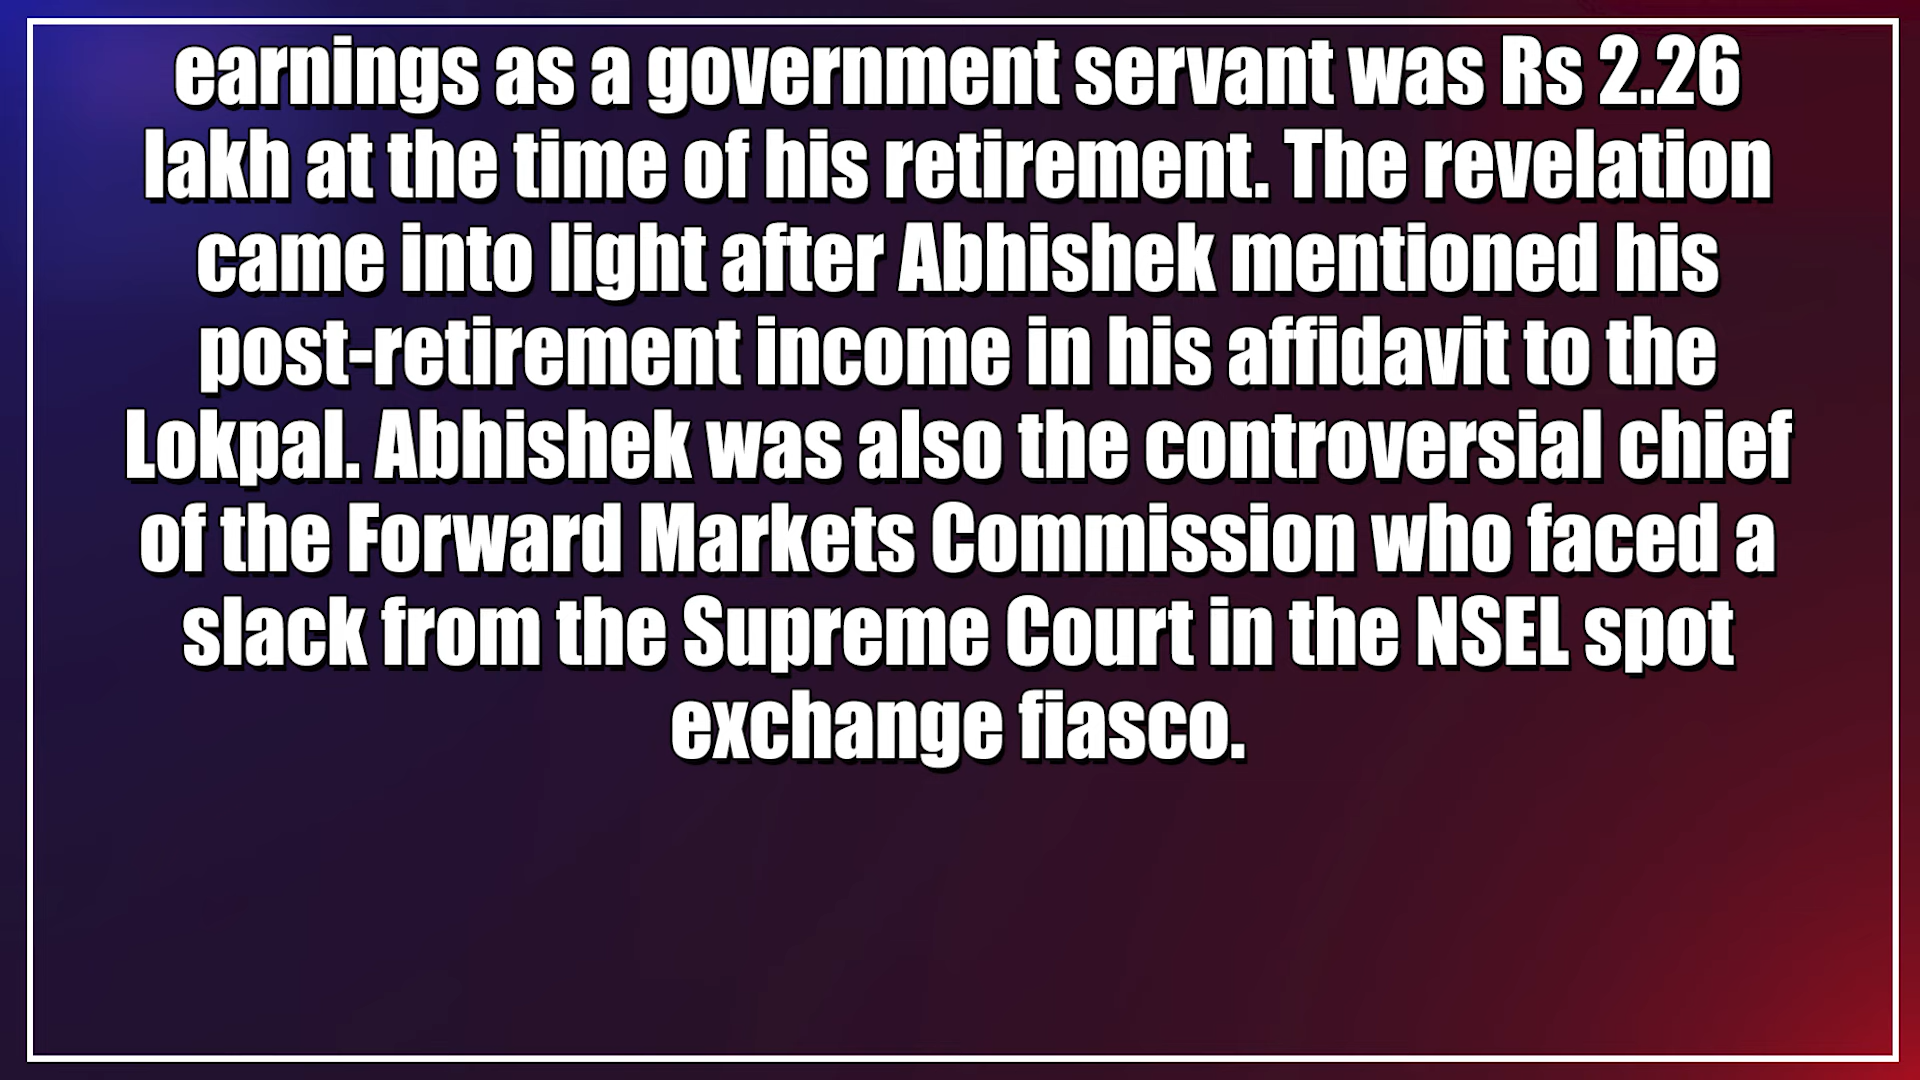 earnings as a government servant was Rs 2.26
lakh at the time of his retirement. The revelation
came into light after Abhishek mentioned his
post-retirement income in his affidavit to the
Lokpal. Abhishek was also the controversial chief
of the Forward Markets Commission who faced a
slack from the Supreme Court in the NSEL spot
exchange fiasco.